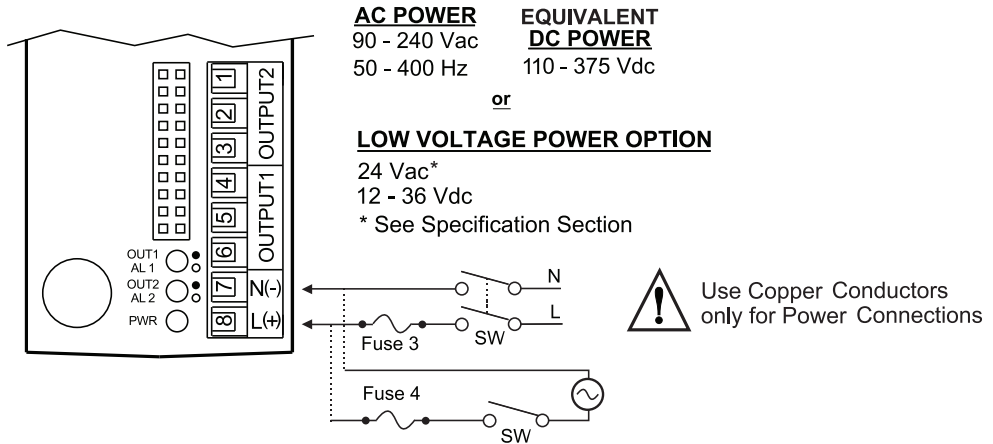 AC POWER
90 - 240 Vac
50 - 400 Hz
EQUIVALENT
DC POWER
110 - 375 Vdc
or
LOW VOLTAGE POWER OPTION
24 Vac*
12 - 36 Vdc
* See Specification Section
1
2
3
4
5
6
7
8
OUTPUT2
OUTPUT1
N(-)
L(+)
OUT1
AL 1
OUT2
AL 2
PWR
N
L
Fuse 3
SW
Fuse 4
SW
!
Use Copper Conductors
only for Power Connections